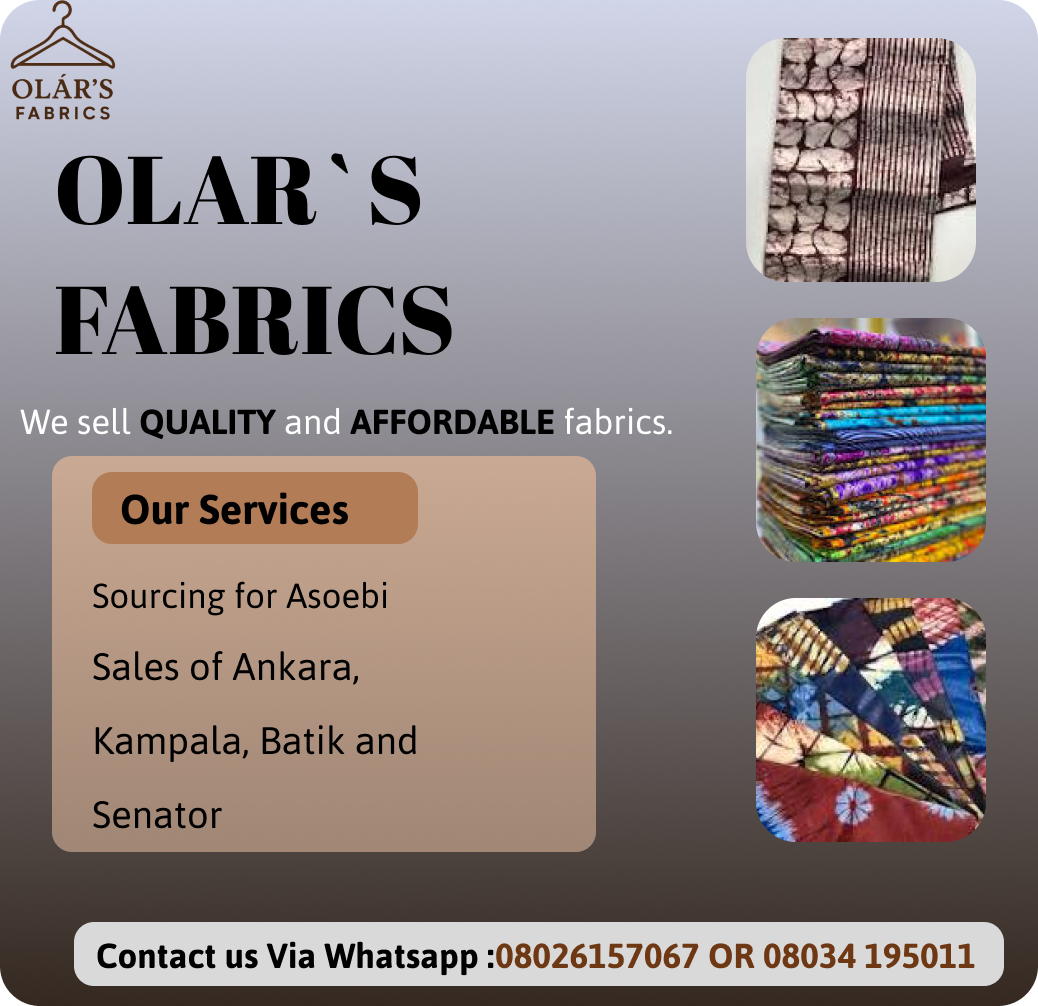 OLÁR'S
FABRICS
OLAR`S
FABRICS
We sell QUALITY and AFFORDABLE fabrics.
Our Services
Sourcing for Asoebi
Sales of Ankara,
Kampala, Batik and
Senator
Contact us Via Whatsapp :08026157067 OR 08034 195011